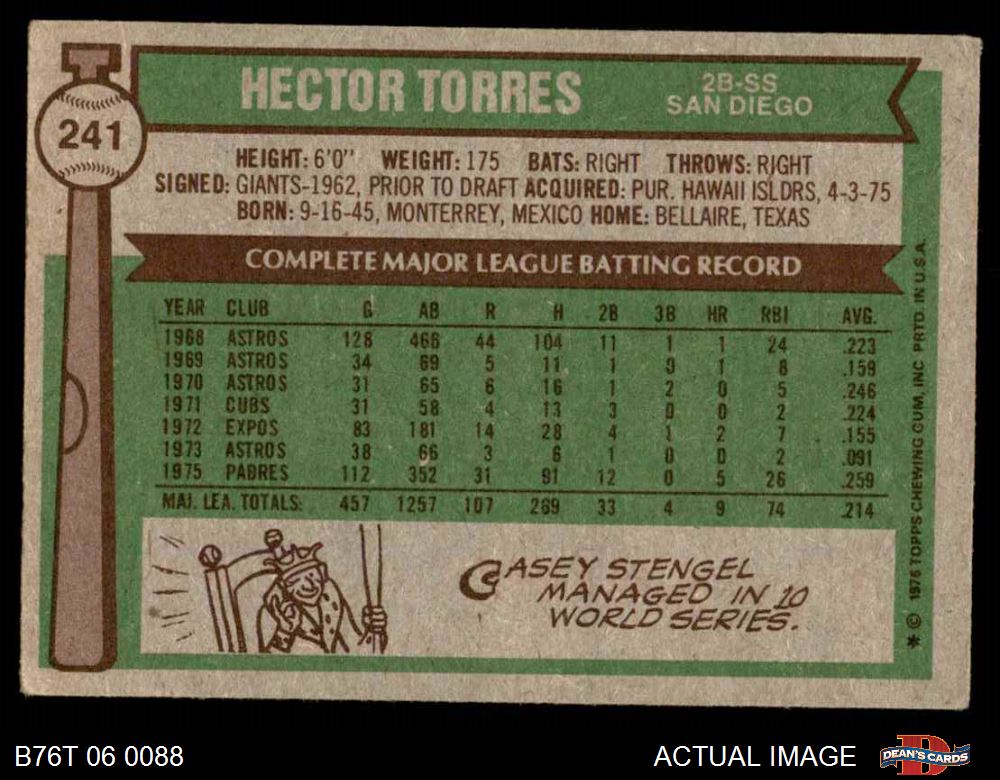 241
HECTOR TORRES
2B-SS
SAN DIEGO
HEIGHT: 6'0" WEIGHT: 175 BATS: RIGHT THROWS: RIGHT
SIGNED: GIANTS-1962, PRIOR TO DRAFT ACQUIRED: PUR. HAWAII ISLDRS, 4-3-75
BORN: 9-16-45, MONTERREY, MEXICO HOME: BELLAIRE, TEXAS
COMPLETE MAJOR LEAGUE BATTING RECORD
YEAR CLUB G AB R H 2B 3B HR RBI AVG.
1968 ASTROS 128 466 44 104 11 1 1 24 .223
1969 ASTROS 34 69 5 11 1 0 1 8 .159
1970 ASTROS 31 65 6 16 1 2 0 5 .246
1971 CUBS 31 58 4 13 3 0 0 2 .224
1972 EXPOS 83 181 14 28 4 1 2 7 .155
1973 ASTROS 38 66 3 6 1 0 0 2 .091
1975 PADRES 112 352 31 91 12 0 5 26 .259
MAJ. LEA. TOTALS: 457 1257 107 269 33 4 9 74 .214
CASEY STENGEL
MANAGED IN 10
WORLD SERIES.
* © 1976 TOPPS CHEWING GUM, INC PRTD. IN U.S.A.
B76T 06 0088
ACTUAL IMAGE
DEAN'S CARDS